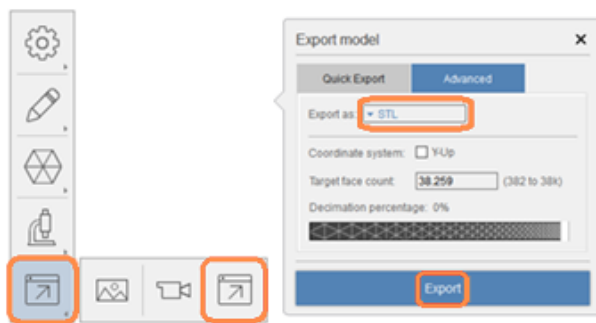 Export model
Quick Export Advanced
Export as: STL
Coordinate system: Y-Up
Target face count: 38.259 (382 to 38k)
Decimation percentage: 0%
Export